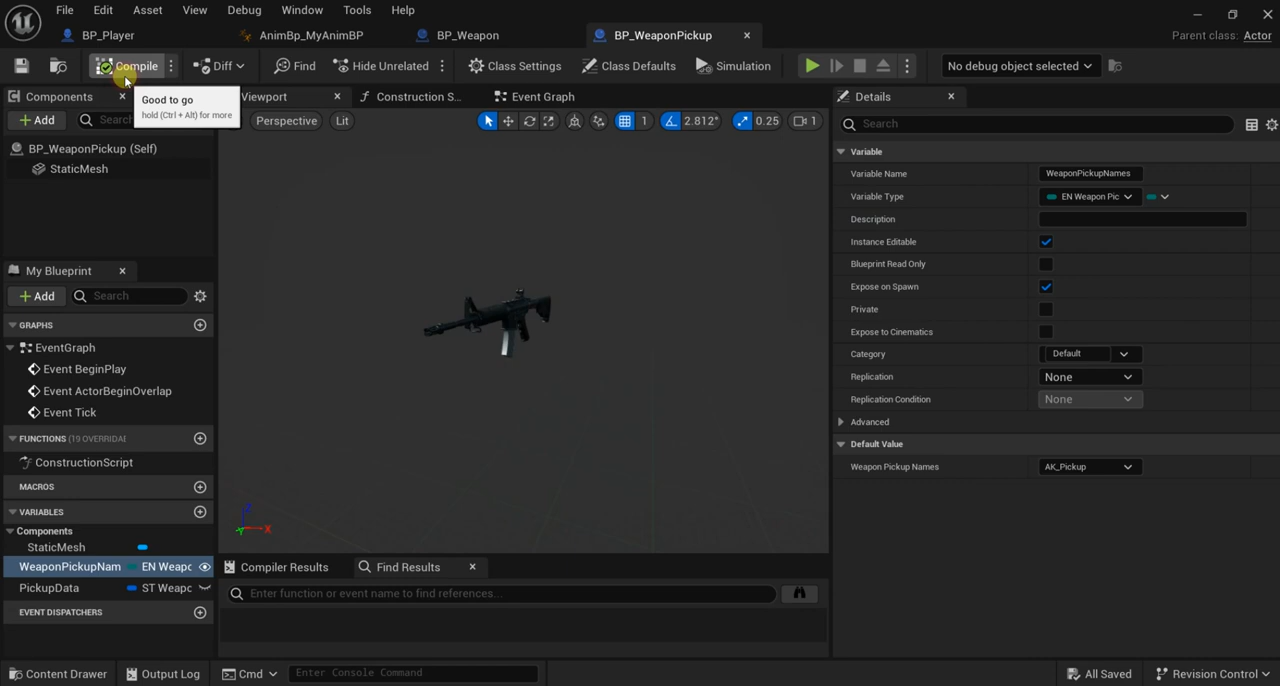 File Edit Asset View Debug Window Tools Help
BP_Player AnimBp_MyAnimBP BP_Weapon BP_WeaponPickup Parent class: Actor
Compile Diff Find Hide Unrelated Class Settings Class Defaults Simulation No debug object selected
Components Viewport Construction S... Event Graph Details
Good to go
hold (Ctrl + Alt) for more
Add Search Perspective Lit 1 2.812° 0.25 1 Search
BP_WeaponPickup (Self)
StaticMesh
Variable
Variable Name WeaponPickupNames
Variable Type EN Weapon Pic
Description
Instance Editable
Blueprint Read Only
Expose on Spawn
Private
Expose to Cinematics
Category Default
Replication None
Replication Condition None
Advanced
Default Value
Weapon Pickup Names AK_Pickup
My Blueprint
Add Search
GRAPHS
EventGraph
Event BeginPlay
Event ActorBeginOverlap
Event Tick
FUNCTIONS (19 OVERRIDAI
ConstructionScript
MACROS
VARIABLES
Components
StaticMesh
WeaponPickupNam EN Weapc
PickupData ST Weapc
EVENT DISPATCHERS
Z
X
Y
Compiler Results Find Results
Enter function or event name to find references...
Content Drawer Output Log Cmd Enter Console Command All Saved Revision Control